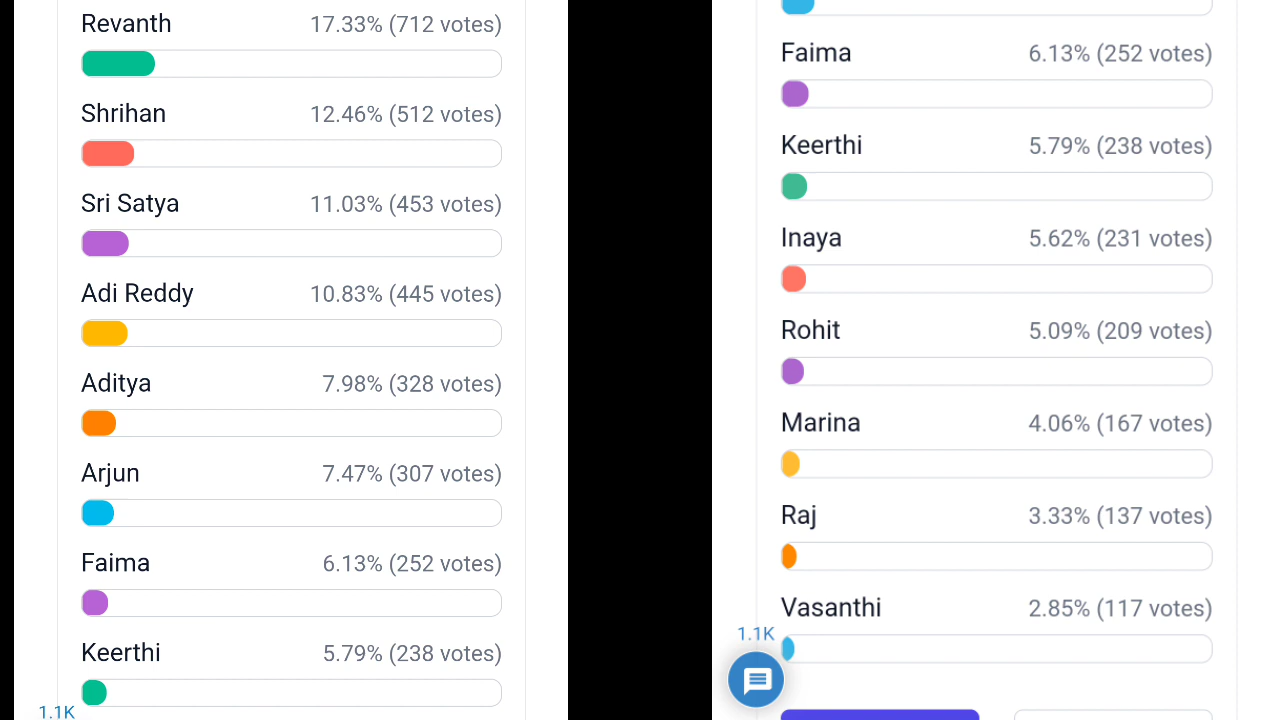 Revanth 17.33% (712 votes)
Shrihan 12.46% (512 votes)
Sri Satya 11.03% (453 votes)
Adi Reddy 10.83% (445 votes)
Aditya 7.98% (328 votes)
Arjun 7.47% (307 votes)
Faima 6.13% (252 votes)
Keerthi 5.79% (238 votes)
1.1K
Faima 6.13% (252 votes)
Keerthi 5.79% (238 votes)
Inaya 5.62% (231 votes)
Rohit 5.09% (209 votes)
Marina 4.06% (167 votes)
Raj 3.33% (137 votes)
Vasanthi 2.85% (117 votes)
1.1K